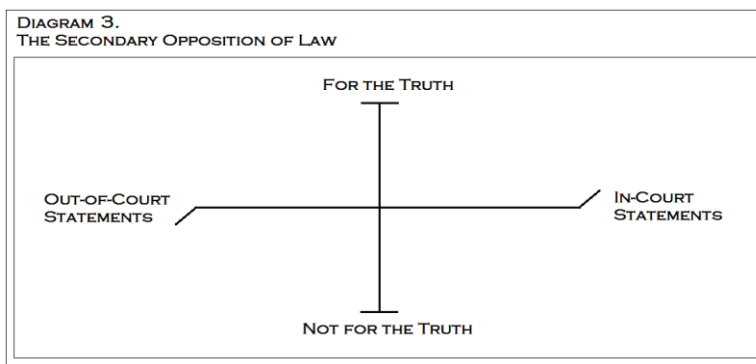 DIAGRAM 3.
THE SECONDARY OPPOSITION OF LAW
FOR THE TRUTH
OUT-OF-COURT
STATEMENTS
IN-COURT
STATEMENTS
NOT FOR THE TRUTH